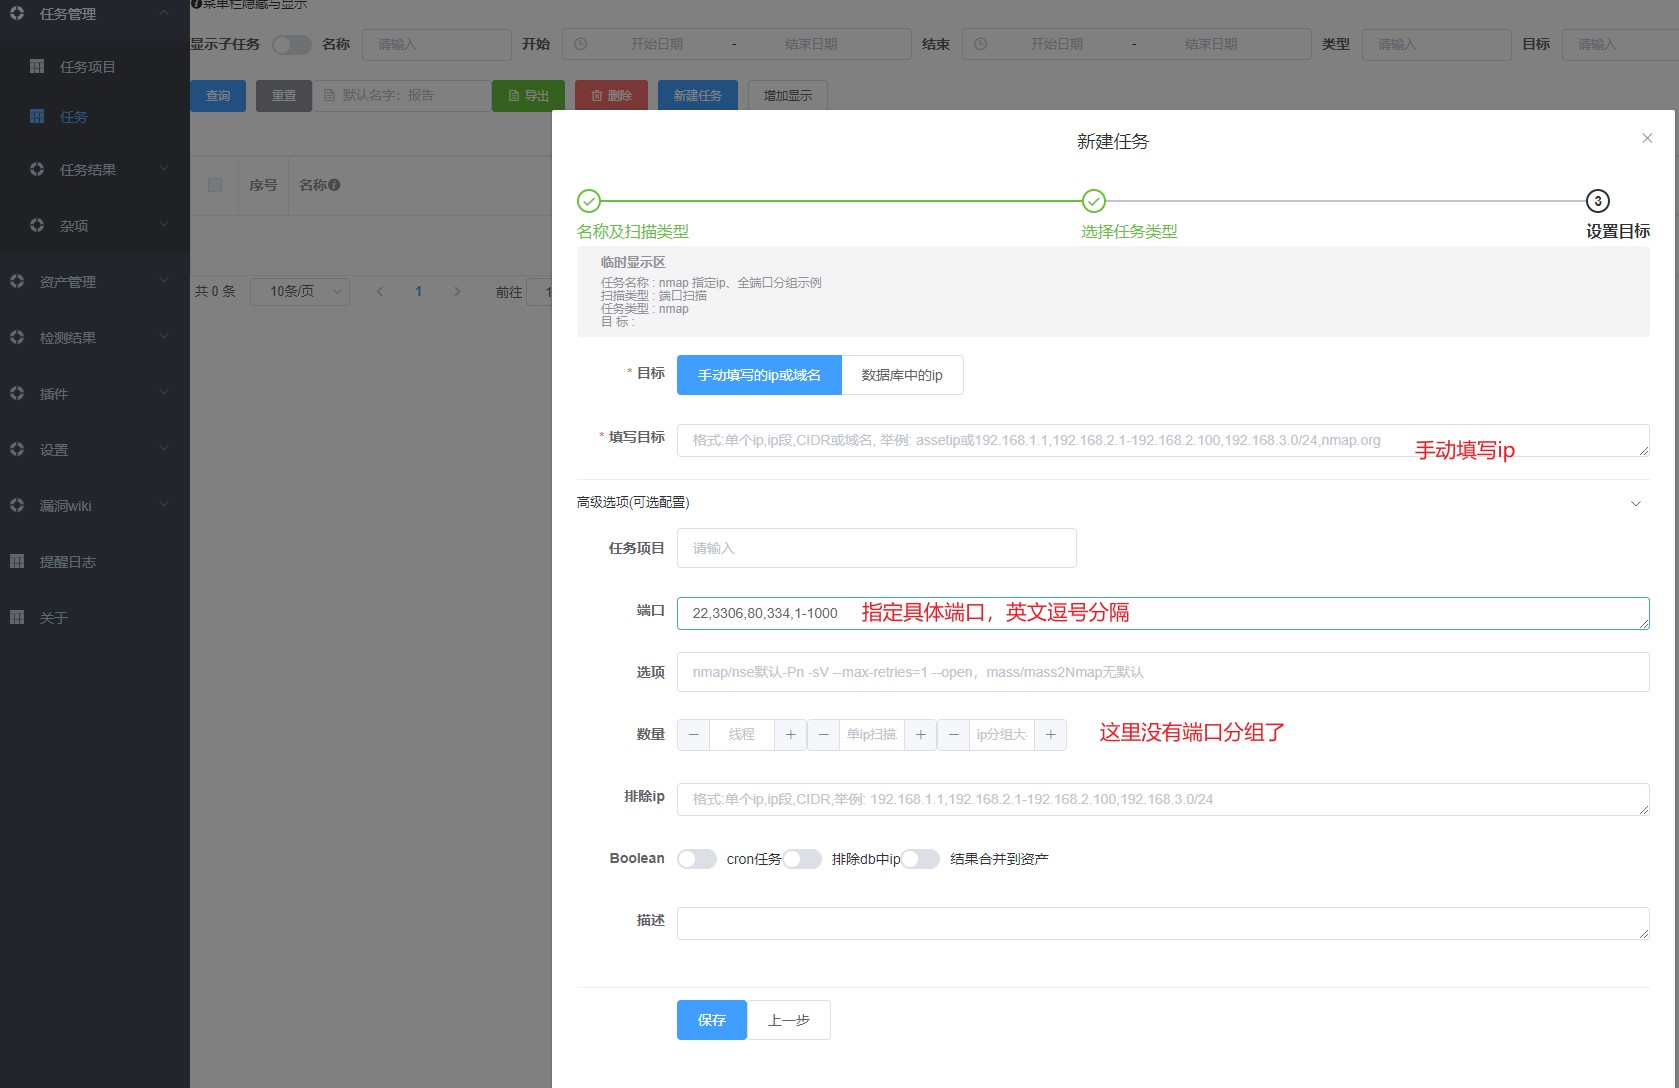 任务管理
任务项目
任务
任务结果
杂项
资产管理
检测结果
插件
设置
漏洞wiki
提醒日志
关于
菜单栏隐藏与显示
显示子任务 名称 请输入 开始 开始日期 - 结束日期 结束 开始日期 - 结束日期 类型 请输入 目标 请输入
查询 重置 默认名字：报告 导出 删除 新建任务 增加显示
序号 名称
共 0 条 10条/页 1 前往 1
新建任务
3
名称及扫描类型 选择任务类型 设置目标
临时显示区
任务名称 : nmap 指定ip、全端口分组示例
扫描类型 : 端口扫描
任务类型 : nmap
目 标 :
* 目标 手动填写的ip或域名 数据库中的ip
* 填写目标 格式:单个ip,ip段,CIDR或域名, 举例: assetip或192.168.1.1,192.168.2.1-192.168.2.100,192.168.3.0/24,nmap.org 手动填写ip
高级选项(可选配置)
任务项目 请输入
端口 22,3306,80,334,1-1000 指定具体端口，英文逗号分隔
选项 nmap/nse默认-Pn -sV --max-retries=1 --open，mass/mass2Nmap无默认
数量 − 线程 + − 单ip扫描 + − ip分组大 + 这里没有端口分组了
排除ip 格式:单个ip,ip段,CIDR,举例: 192.168.1.1,192.168.2.1-192.168.2.100,192.168.3.0/24
Boolean cron任务 排除db中ip 结果合并到资产
描述
保存 上一步